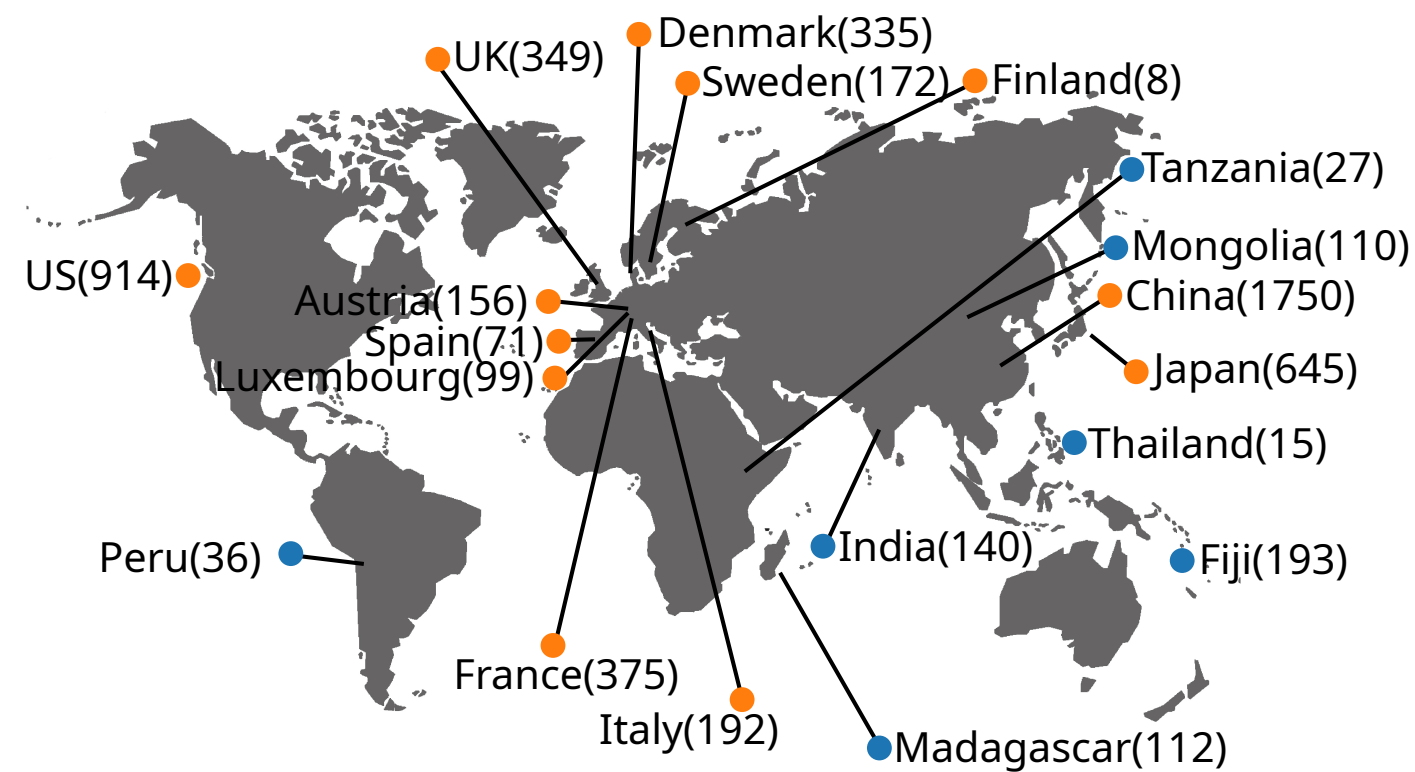 Denmark(335)
UK(349)
Sweden(172)
Finland(8)
Tanzania(27)
Mongolia(110)
US(914)
China(1750)
Austria(156)
Spain(71)
Japan(645)
Luxembourg(99)
Thailand(15)
India(140)
Peru(36)
Fiji(193)
France(375)
Italy(192)
Madagascar(112)